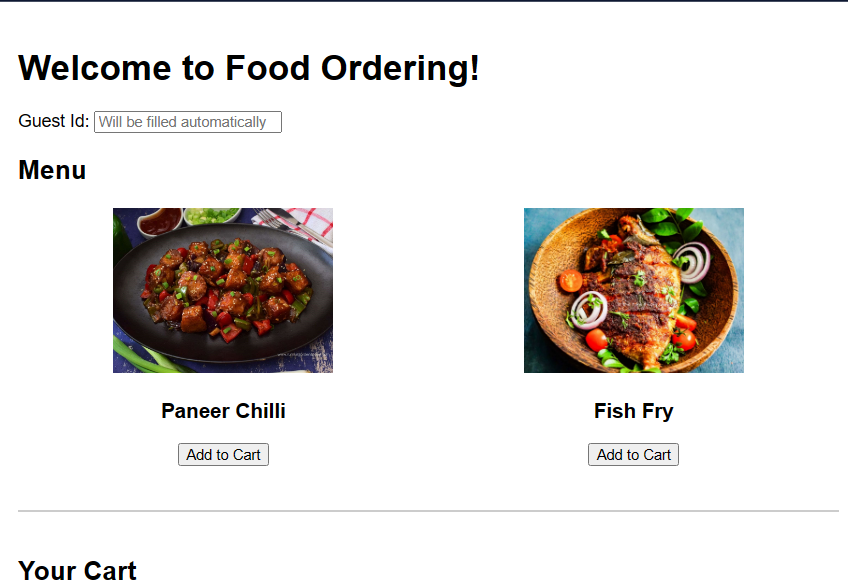 Welcome to Food Ordering!
Guest Id: Will be filled automatically
Menu
Paneer Chilli
Fish Fry
Add to Cart
Add to Cart
Your Cart